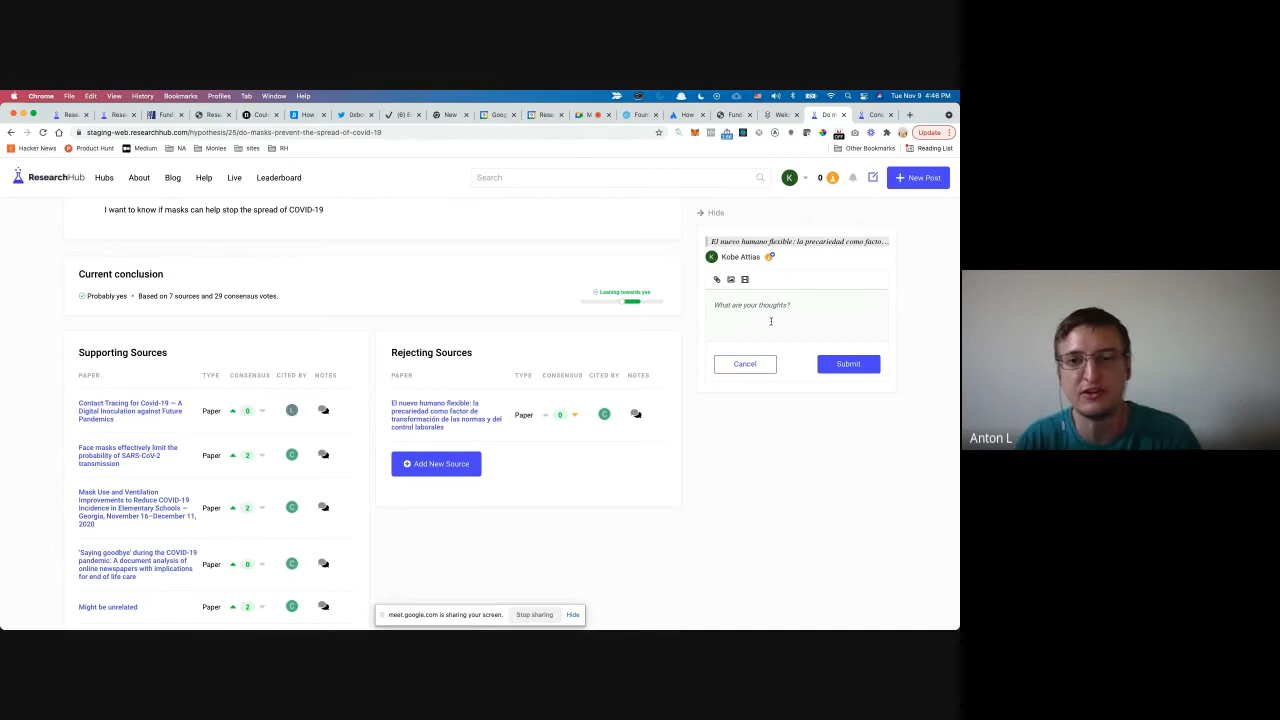 Chrome File Edit View History Bookmarks Profiles Tab Window Help
Tue Nov 9 4:46 PM
staging-web.researchhub.com/hypothesis/25/do-masks-prevent-the-spread-of-covid-19
Update
Hacker News Product Hunt Medium NA Monies sites RH Other Bookmarks Reading List
ResearchHub Hubs About Blog Help Live Leaderboard Search K 0 New Post
I want to know if masks can help stop the spread of COVID-19
Hide
El nuevo humano flexible: la precariedad como facto...
K Kobe Attias
What are your thoughts?
Cancel Submit
Current conclusion
Probably yes • Based on 7 sources and 29 consensus votes.
Leaning towards yes
Supporting Sources
PAPER TYPE CONSENSUS CITED BY NOTES
Contact Tracing for Covid-19 — A
Digital Inoculation against Future
Pandemics
Paper 0 L
Face masks effectively limit the
probability of SARS-CoV-2
transmission
Paper 2 C
Mask Use and Ventilation
Improvements to Reduce COVID-19
Incidence in Elementary Schools —
Georgia, November 16–December 11,
2020
Paper 2 C
'Saying goodbye' during the COVID-19
pandemic: A document analysis of
online newspapers with implications
for end of life care
Paper 0 C
Might be unrelated Paper 2 C
Rejecting Sources
PAPER TYPE CONSENSUS CITED BY NOTES
El nuevo humano flexible: la
precariedad como factor de
transformación de las normas y del
control laborales
Paper 0 C
Add New Source
meet.google.com is sharing your screen. Stop sharing Hide
Anton L